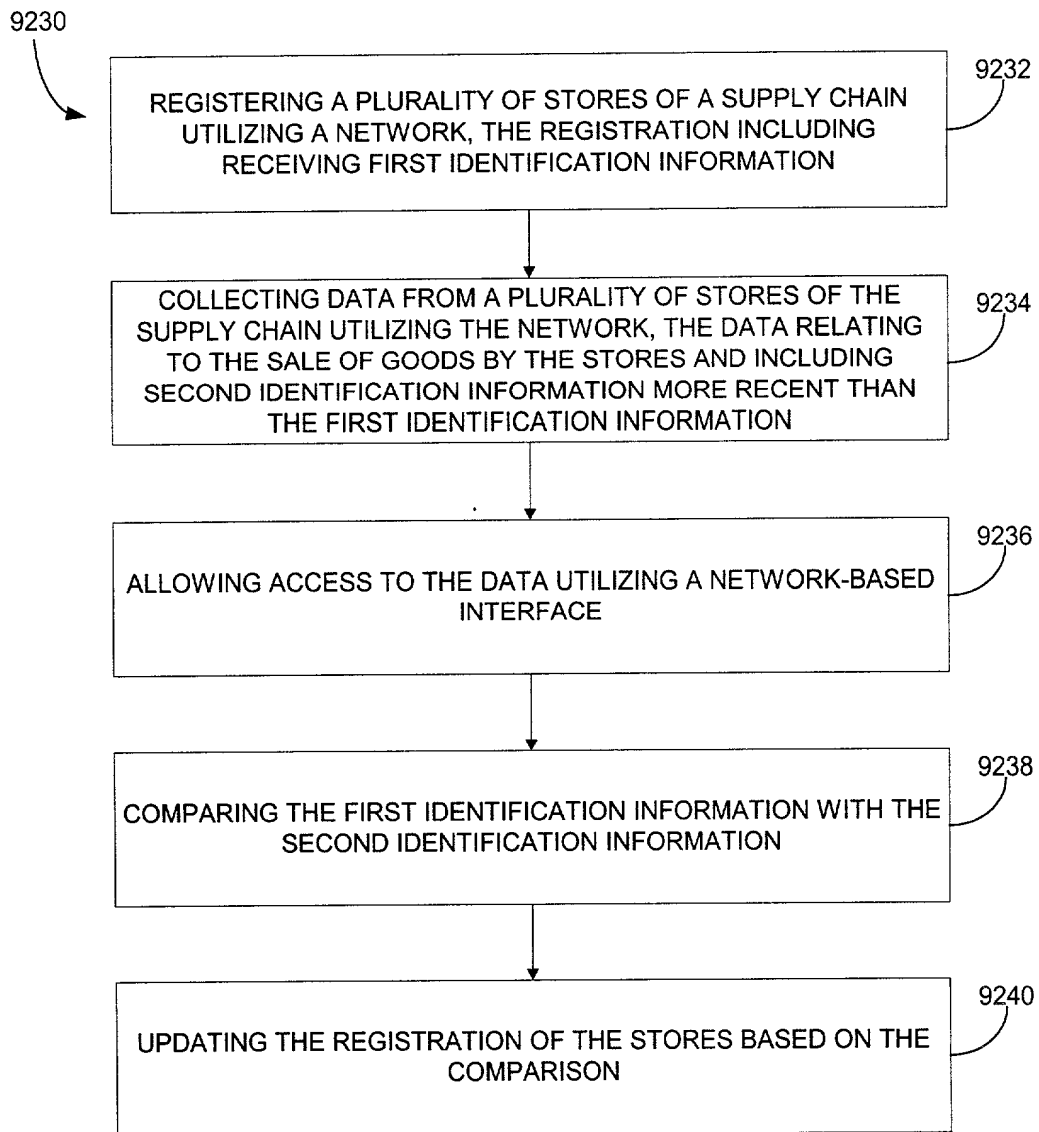 9230
9232
REGISTERING A PLURALITY OF STORES OF A SUPPLY CHAIN
UTILIZING A NETWORK, THE REGISTRATION INCLUDING
RECEIVING FIRST IDENTIFICATION INFORMATION
9234
COLLECTING DATA FROM A PLURALITY OF STORES OF THE
SUPPLY CHAIN UTILIZING THE NETWORK, THE DATA RELATING
TO THE SALE OF GOODS BY THE STORES AND INCLUDING
SECOND IDENTIFICATION INFORMATION MORE RECENT THAN
THE FIRST IDENTIFICATION INFORMATION
9236
ALLOWING ACCESS TO THE DATA UTILIZING A NETWORK-BASED
INTERFACE
9238
COMPARING THE FIRST IDENTIFICATION INFORMATION WITH THE
SECOND IDENTIFICATION INFORMATION
9240
UPDATING THE REGISTRATION OF THE STORES BASED ON THE
COMPARISON